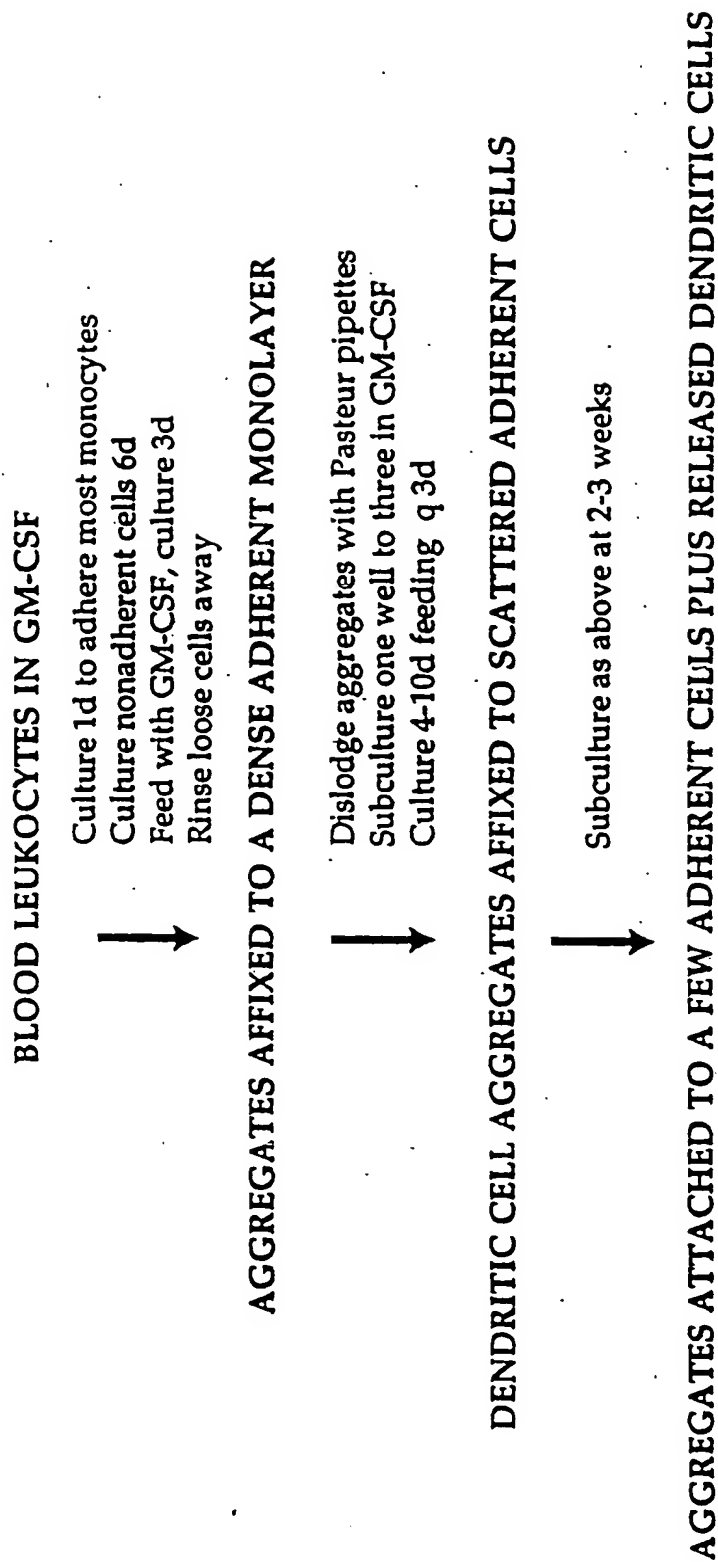 BLOOD LEUKOCYTES IN GM-CSF
Culture 1d to adhere most monocytes
Culture nonadherent cells 6d
Feed with GM-CSF, culture 3d
Rinse loose cells away
AGGREGATES AFFIXED TO A DENSE ADHERENT MONOLAYER
Dislodge aggregates with Pasteur pipettes
Subculture one well to three in GM-CSF
Culture 4-10d feeding q 3d
DENDRITIC CELL AGGREGATES AFFIXED TO SCATTERED ADHERENT CELLS
Subculture as above at 2-3 weeks
AGGREGATES ATTACHED TO A FEW ADHERENT CELLS PLUS RELEASED DENDRITIC CELLS